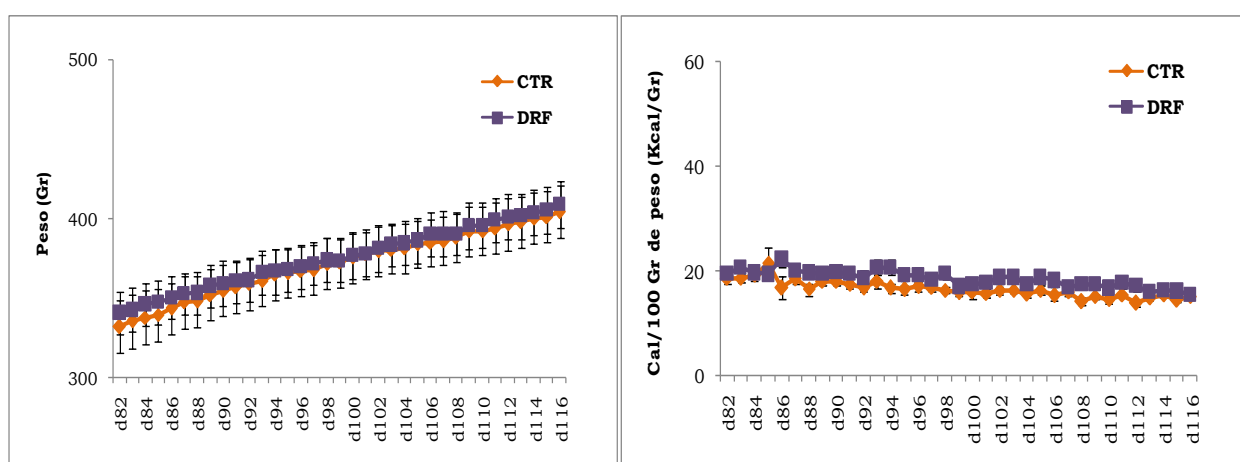 500
400
300
Peso (Gr)
CTR
DRF
d82
d84
d86
d88
d90
d92
d94
d96
d98
d100
d102
d104
d106
d108
d110
d112
d114
d116
60
40
20
0
Cal/100 Gr de peso (Kcal/Gr)
CTR
DRF
d82
d84
d86
d88
d90
d92
d94
d96
d98
d100
d102
d104
d106
d108
d110
d112
d114
d116